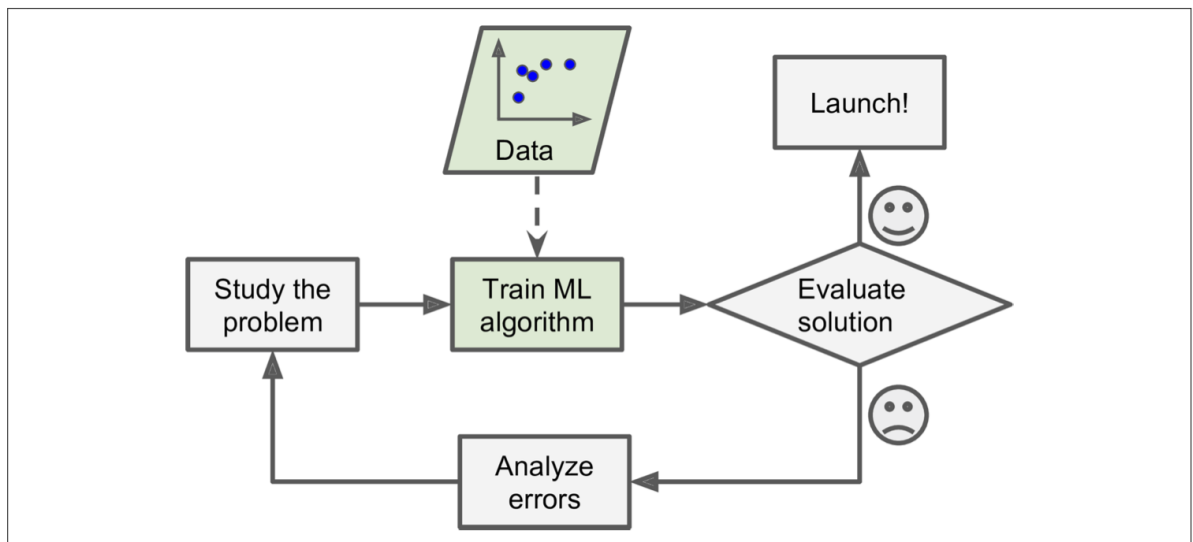 Data
Launch!
Study the
problem
Train ML
algorithm
Evaluate
solution
Analyze
errors